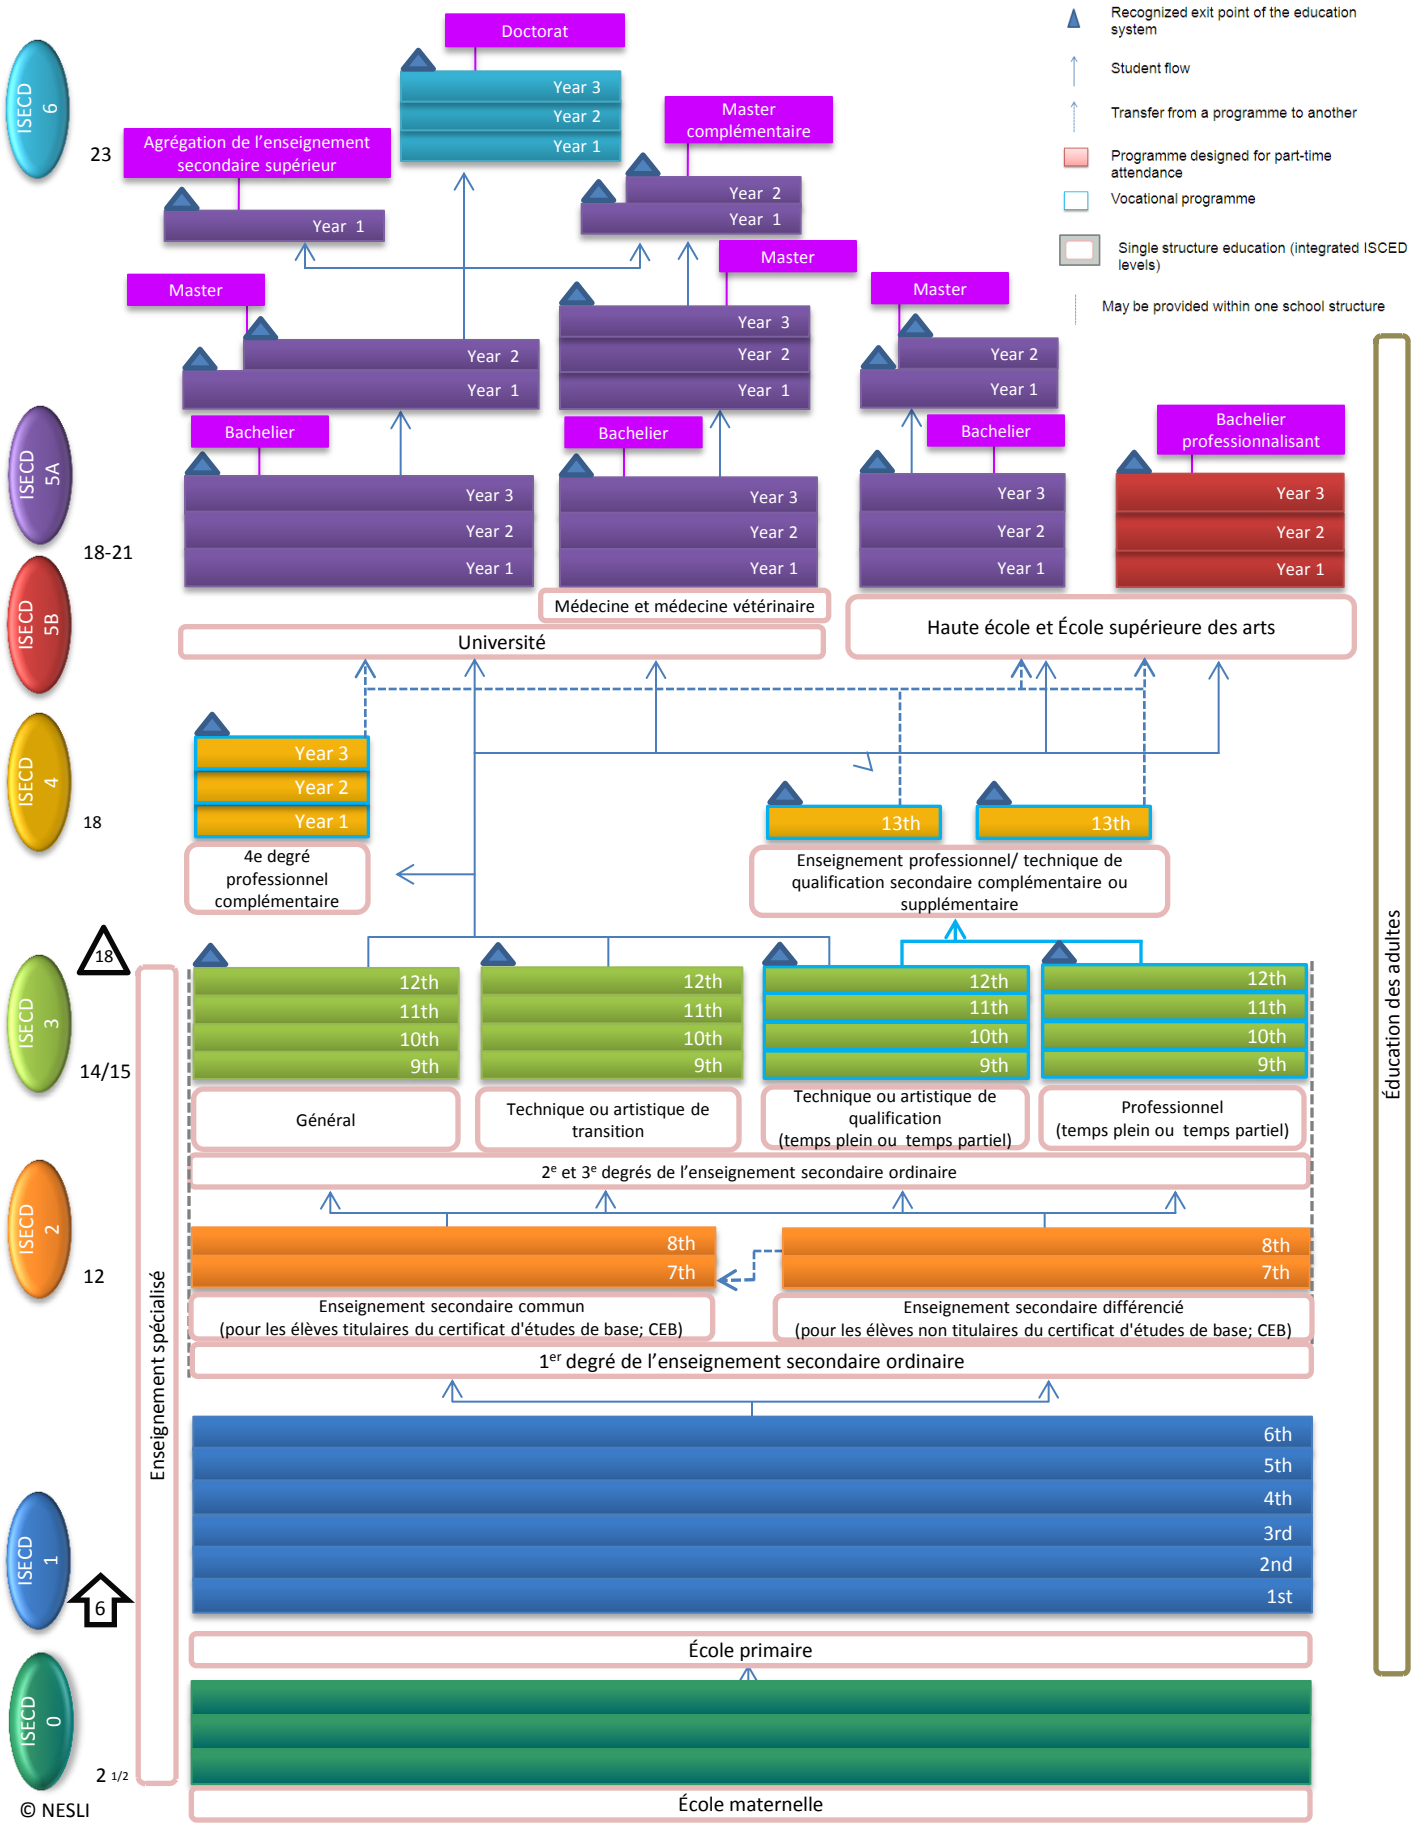 Recognized exit point of the education
system
Student flow
Transfer from a programme to another
Programme designed for part-time
attendance
Vocational programme
Single structure education (integrated ISCED
levels)
May be provided within one school structure
ISECD
6
23
Doctorat
Year 3
Year 2
Year 1
Agrégation de l'enseignement
secondaire supérieur
Year 1
Master
complémentaire
Year 2
Year 1
Master
Year 2
Year 1
Master
Year 3
Year 2
Year 1
Master
Year 2
Year 1
ISECD
5A
18-21
ISECD
5B
Bachelier
Year 3
Year 2
Year 1
Bachelier
Year 3
Year 2
Year 1
Bachelier
Year 3
Year 2
Year 1
Bachelier
professionnalisant
Year 3
Year 2
Year 1
Médecine et médecine vétérinaire
Université
Haute école et École supérieure des arts
ISECD
4
18
Year 3
Year 2
Year 1
4e degré
professionnel
complémentaire
13th
13th
Enseignement professionnel/ technique de
qualification secondaire complémentaire ou
supplémentaire
18
ISECD
3
14/15
12th
11th
10th
9th
12th
11th
10th
9th
12th
11th
10th
9th
12th
11th
10th
9th
Général
Technique ou artistique de
transition
Technique ou artistique de
qualification
(temps plein ou temps partiel)
Professionnel
(temps plein ou temps partiel)
2e et 3e degrés de l'enseignement secondaire ordinaire
ISECD
2
12
8th
7th
8th
7th
Enseignement secondaire commun
(pour les élèves titulaires du certificat d'études de base; CEB)
Enseignement secondaire différencié
(pour les élèves non titulaires du certificat d'études de base; CEB)
1er degré de l'enseignement secondaire ordinaire
Enseignement spécialisé
Éducation des adultes
ISECD
1
6
6th
5th
4th
3rd
2nd
1st
École primaire
ISECD
0
2 1/2
École maternelle
© NESLI